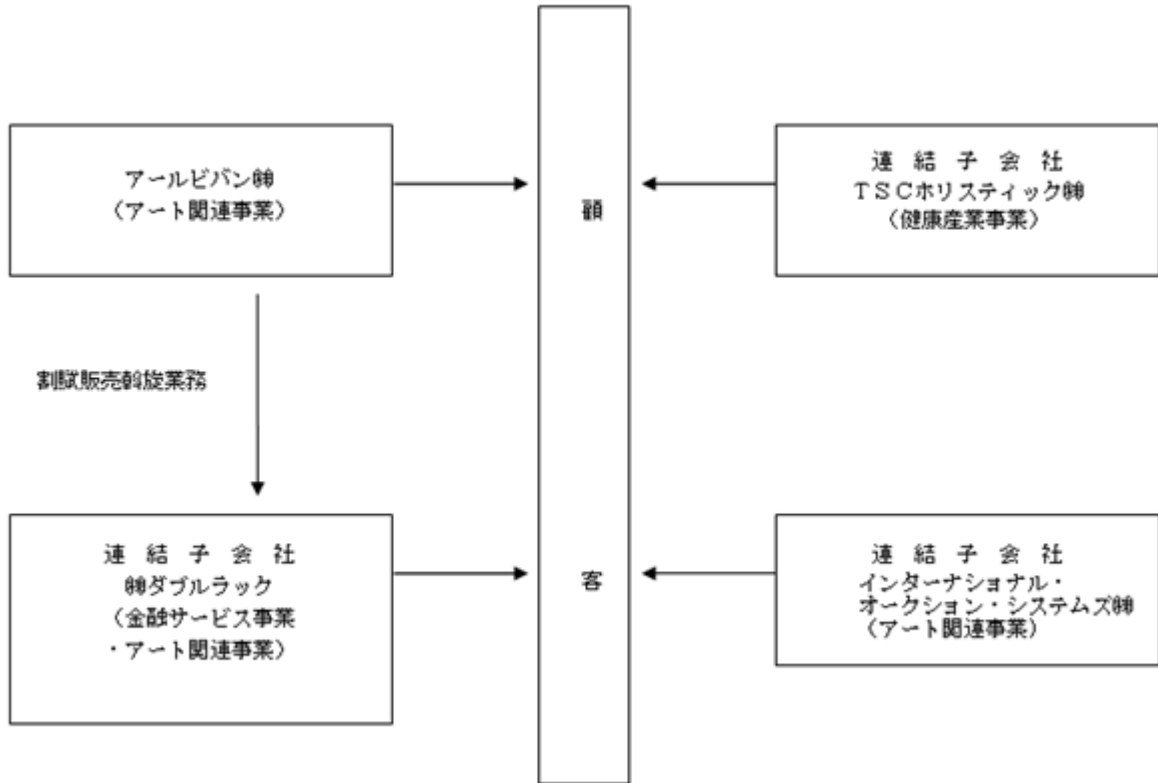 アールビバン㈱
（アート関連事業）
割賦販売斡旋業務
連結子会社
㈱ダブルラック
（金融サービス事業
・アート関連事業）
顧
客
連結子会社
ＴＳＣホリスティック㈱
（健康産業事業）
連結子会社
インターナショナル・
オークション・システムズ㈱
（アート関連事業）